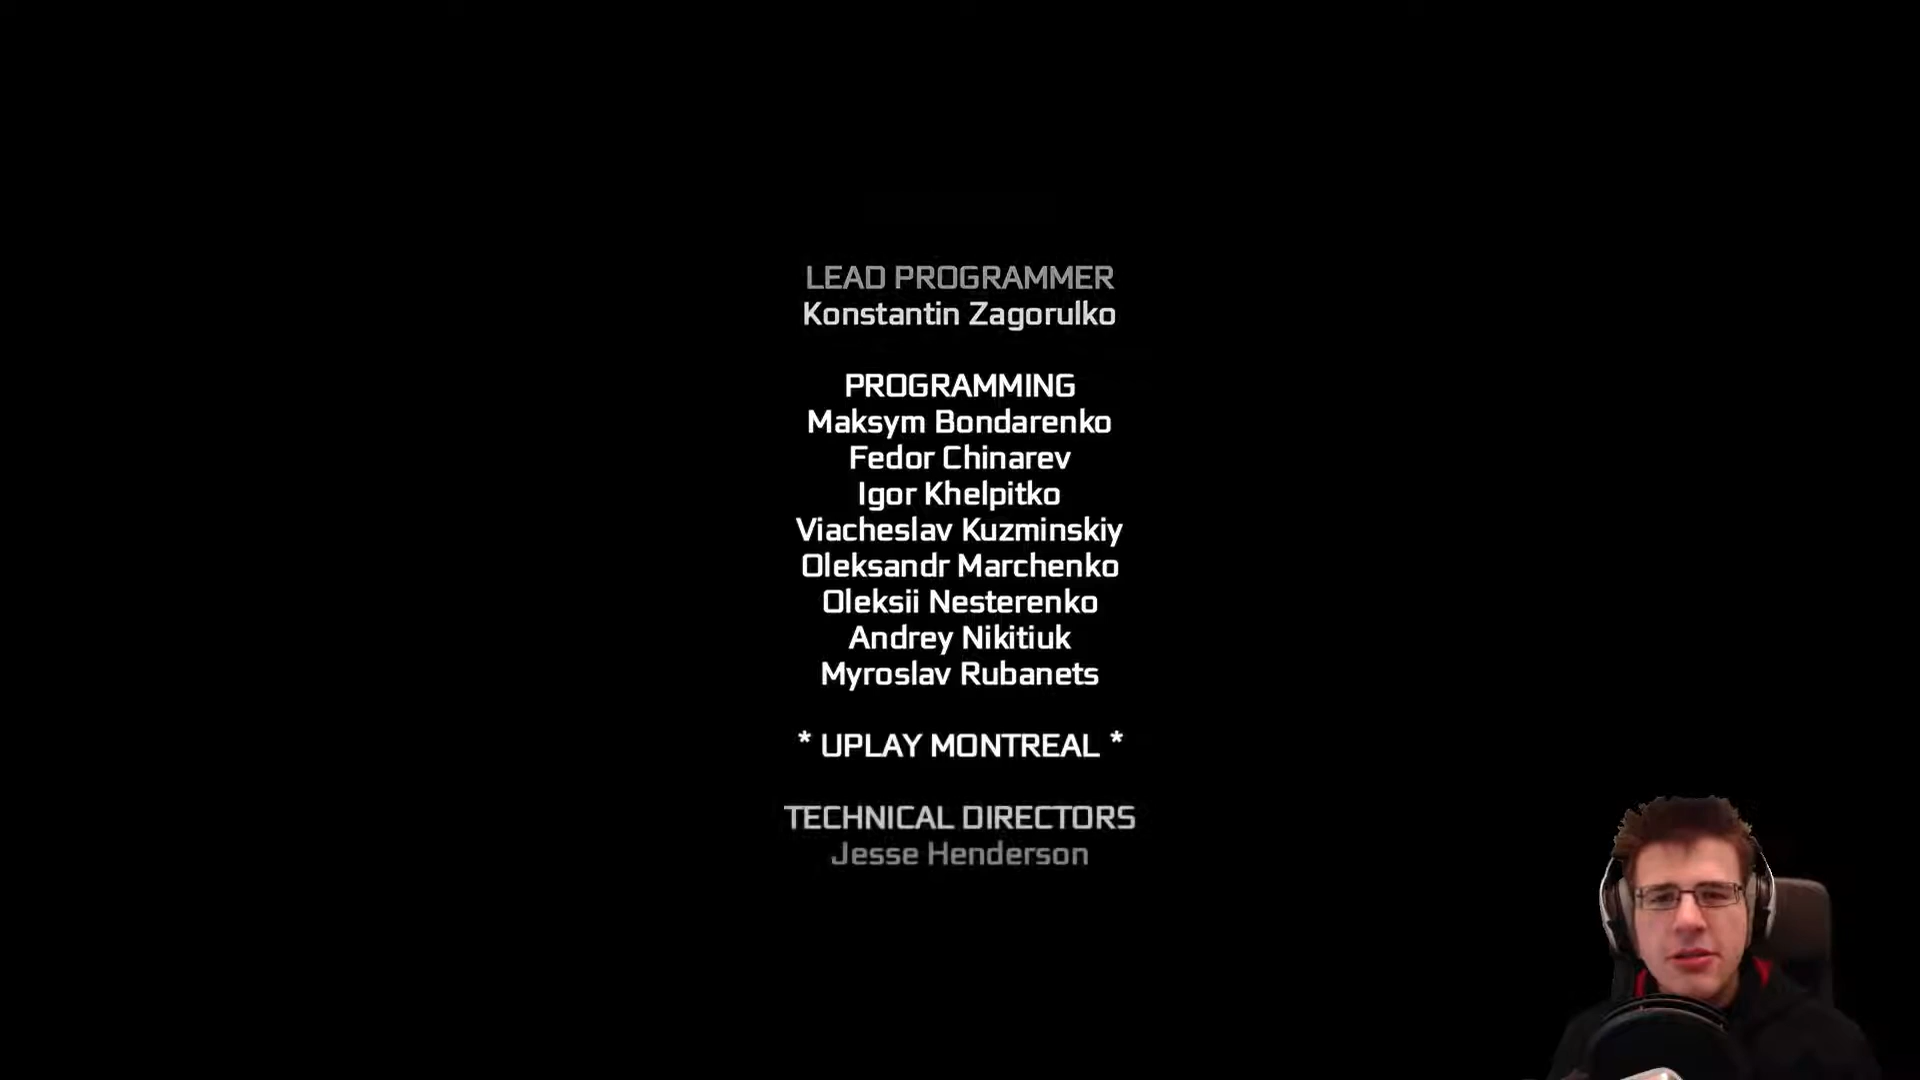 LEAD PROGRAMMER
Konstantin Zagorulko
PROGRAMMING
Maksym Bondarenko
Fedor Chinarev
Igor Khelpitko
Viacheslav Kuzminskiy
Oleksandr Marchenko
Oleksii Nesterenko
Andrey Nikitiuk
Myroslav Rubanets
* UPLAY MONTREAL *
TECHNICAL DIRECTORS
Jesse Henderson